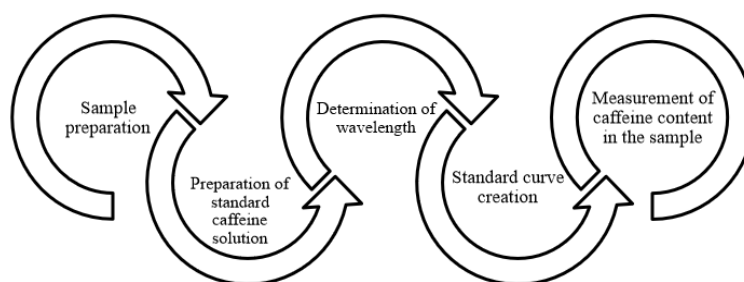 Sample
preparation
Preparation of
standard
caffeine
solution
Determination of
wavelength
Standard curve
creation
Measurement of
caffeine content
in the sample